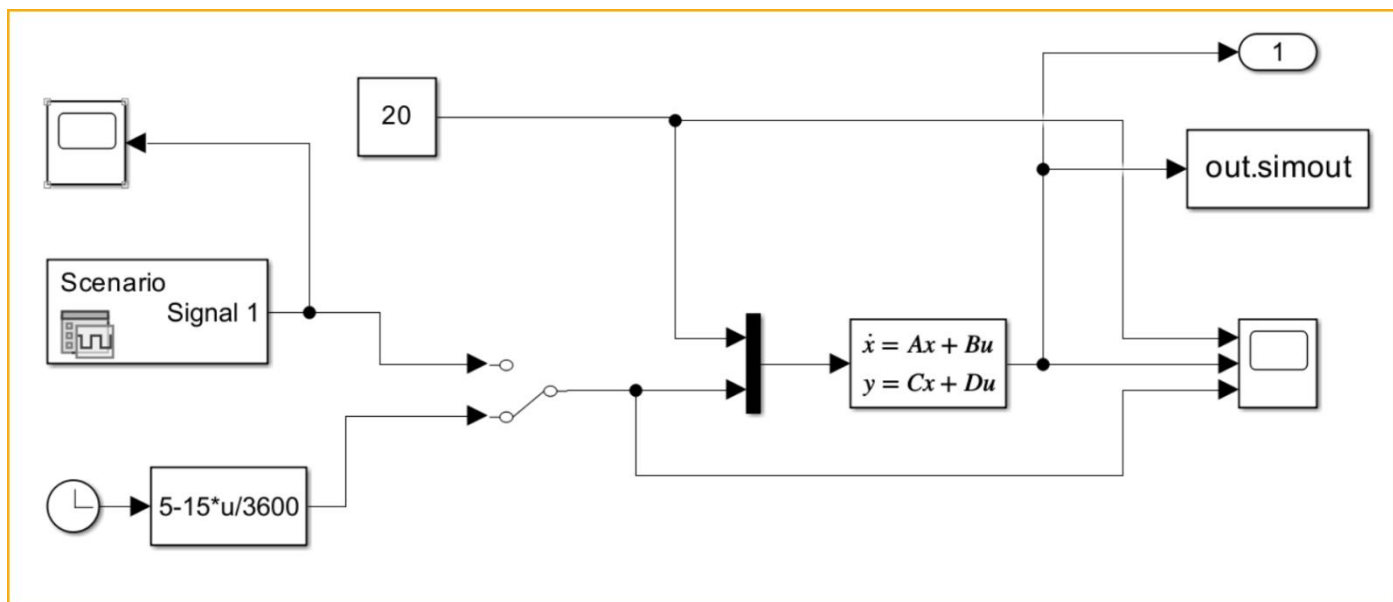 1
20
out.simout
Scenario
Signal 1
ẋ = Ax + Bu
y = Cx + Du
5-15*u/3600